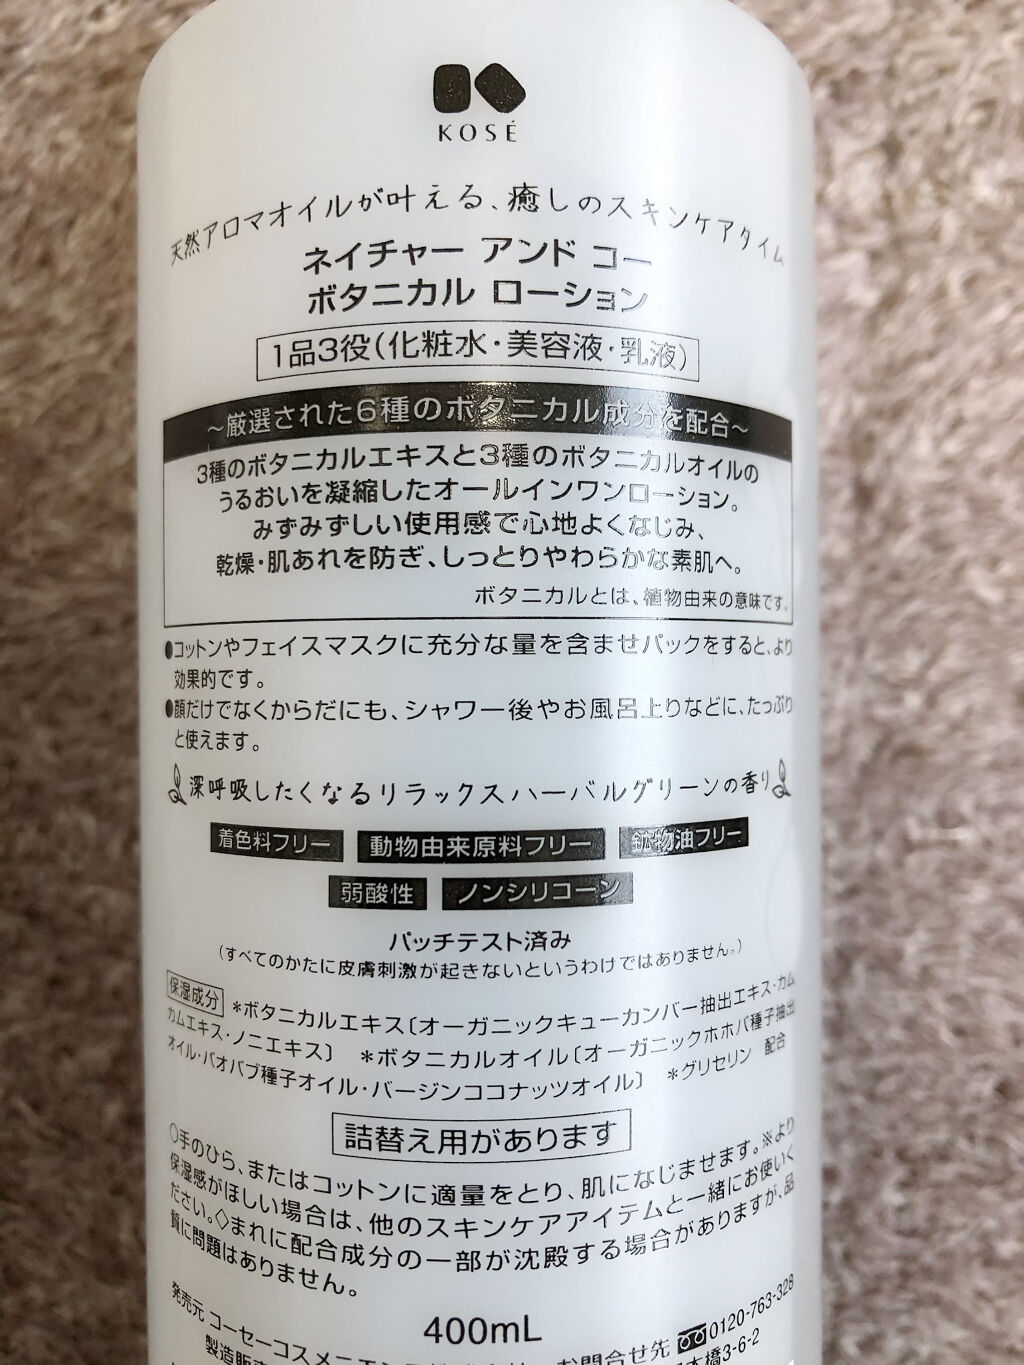 KOSÉ
天然アロマオイルが叶える、癒しのスキンケアタイム
ネイチャー アンド コー
ボタニカル ローション
1品3役(化粧水・美容液・乳液)
~厳選された6種のボタニカル成分を配合~
3種のボタニカルエキスと3種のボタニカルオイルの
うるおいを凝縮したオールインワンローション。
みずみずしい使用感で心地よくなじみ、
乾燥・肌あれを防ぎ、しっとりやわらかな素肌へ。
ボタニカルとは、植物由来の意味です。
●コットンやフェイスマスクに充分な量を含ませパックをすると、より
効果的です。
●顔だけでなくからだにも、シャワー後やお風呂上りなどに、たっぷり
と使えます。
深呼吸したくなるリラックスハーバルグリーンの香り
着色料フリー 動物由来原料フリー 鉱物油フリー
弱酸性 ノンシリコーン
パッチテスト済み
(すべてのかたに皮膚刺激が起きないというわけではありません。)
保湿成分 *ボタニカルエキス〔オーガニックキューカンバー抽出エキス・カム
カムエキス・ノニエキス〕 *ボタニカルオイル〔オーガニックホホバ種子抽出
オイル・バオバブ種子オイル・バージンココナッツオイル〕 *グリセリン 配合
詰替え用があります
○手のひら、またはコットンに適量をとり、肌になじませます。※より
保湿感がほしい場合は、他のスキンケアアイテムと一緒にお使いく
ださい。◇まれに配合成分の一部が沈殿する場合がありますが、品
質に問題はありません。
400mL
発売元 コーセーコスメニエンス お問合せ先 0120-763-328
製造販売 本橋3-6-2